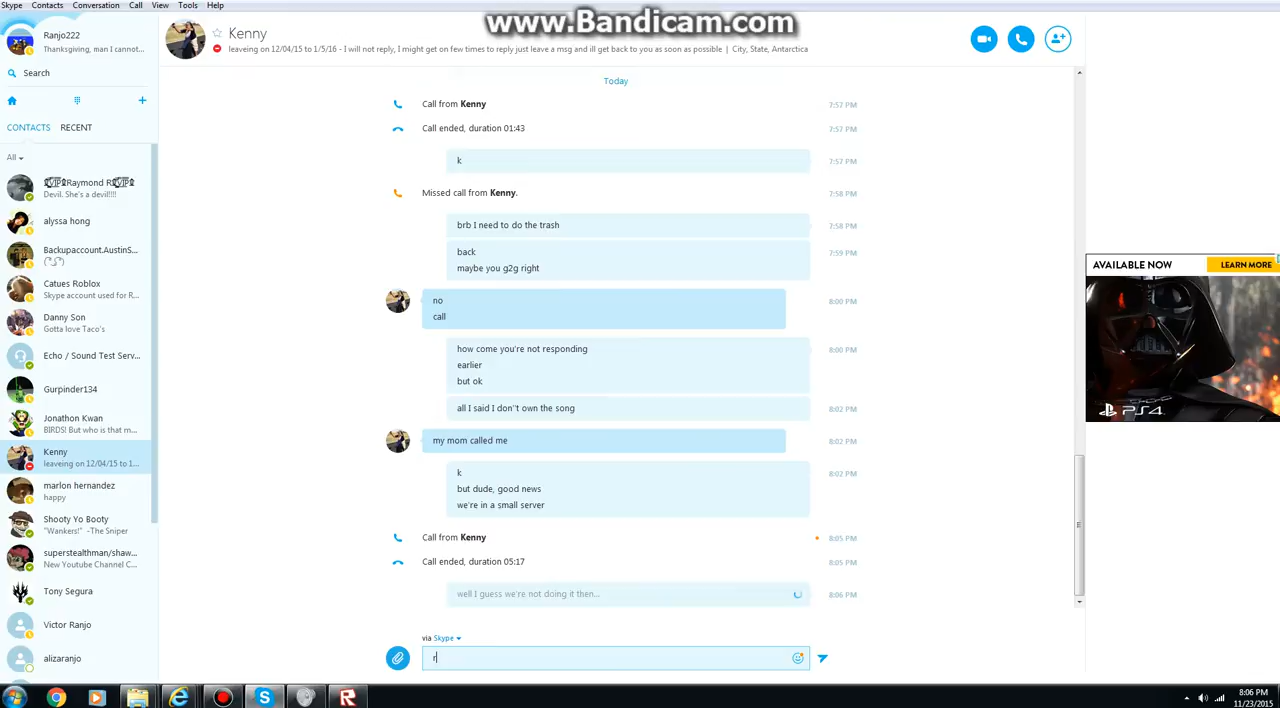 Skype Contacts Conversation Call View Tools Help
www.Bandicam.com
Ranjo222
Thanksgiving, man I cannot...
Kenny
leaveing on 12/04/15 to 1/5/16 - I will not reply, I might get on few times to reply just leave a msg and ill get back to you as soon as possible | City, State, Antarctica
Search
CONTACTS RECENT
All
Raymond R
Devil. She's a devil!!!!
alyssa hong
Backupaccount.AustinS...
Catues Roblox
Skype account used for R...
Danny Son
Gotta love Taco's
Echo / Sound Test Serv...
Gurpinder134
Jonathon Kwan
BIRDS! But who is that m...
Kenny
leaveing on 12/04/15 to 1...
marlon hernandez
happy
Shooty Yo Booty
"Wankers!" -The Sniper
superstealthman/shaw...
New Youtube Channel C...
Tony Segura
Victor Ranjo
alizaranjo
Today
Call from Kenny 7:57 PM
Call ended, duration 01:43 7:57 PM
k 7:57 PM
Missed call from Kenny. 7:58 PM
brb I need to do the trash 7:58 PM
back 7:59 PM
maybe you g2g right
no 8:00 PM
call
how come you're not responding 8:00 PM
earlier
but ok
all I said I don''t own the song 8:02 PM
my mom called me 8:02 PM
k 8:02 PM
but dude, good news
we're in a small server
Call from Kenny 8:05 PM
Call ended, duration 05:17 8:05 PM
well I guess we're not doing it then... 8:06 PM
via Skype
r
AVAILABLE NOW LEARN MORE
PS4
8:06 PM
11/23/2015